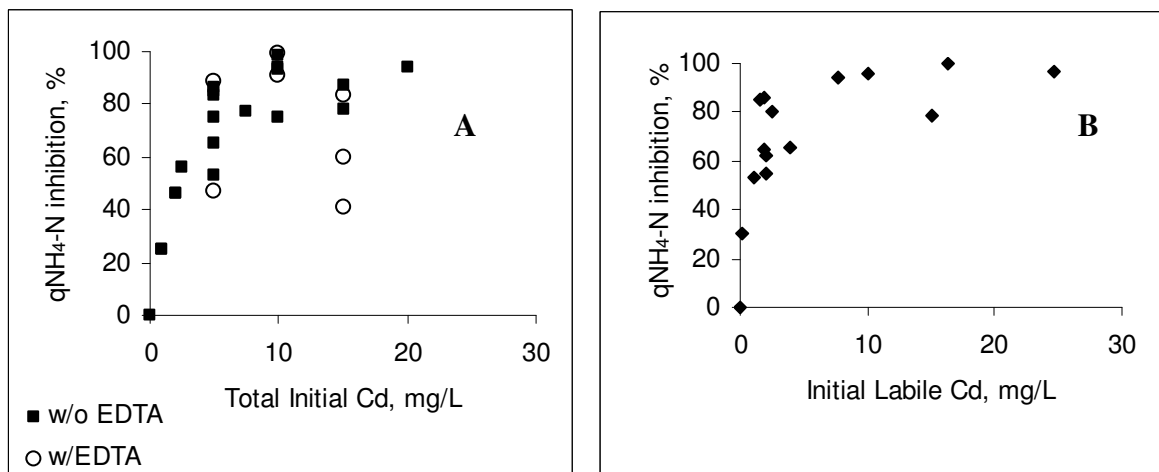 qNH₄-N inhibition, %
100
80
60
40
20
0
A
0 10 20 30
Total Initial Cd, mg/L
w/o EDTA
w/EDTA
qNH₄-N inhibition, %
100
80
60
40
20
0
B
0 10 20 30
Initial Labile Cd, mg/L